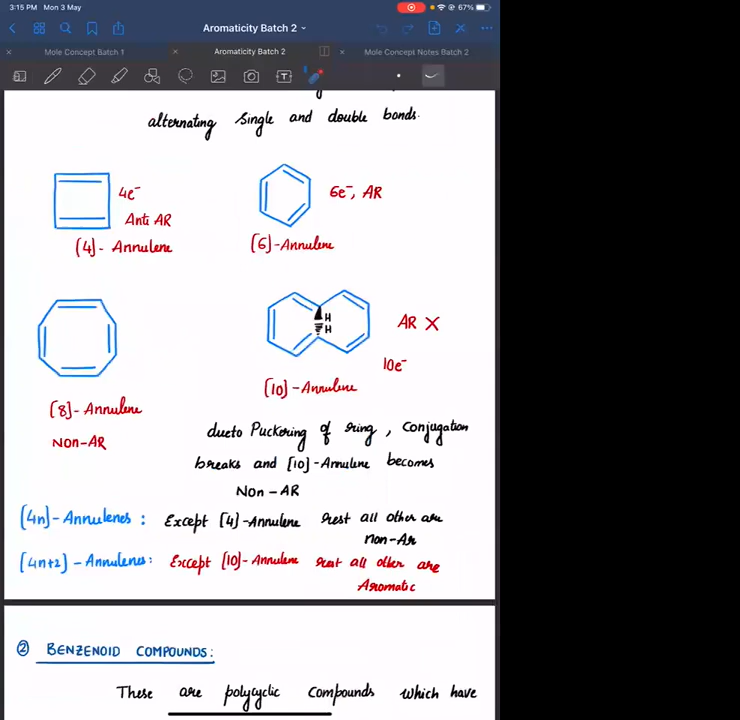 3:15 PM Mon 3 May
67%
Aromaticity Batch 2
Mole Concept Batch 1
Aromaticity Batch 2
Mole Concept Notes Batch 2
alternating single and double bonds.
4e⁻
Anti AR
[4]- Annulene
6e⁻, AR
[6]-Annulene
[8]-Annulene
Non-AR
H
H
AR X
10e⁻
[10]-Annulene
dueto Puckering of ring, Conjugation
breaks and [10]-Annulene becomes
Non-AR
[4n]-Annulenes: Except [4]-Annulene rest all other are
non-Ar
[4n+2]-Annulenes: Except [10]-Annulene rest all other are
Aromatic
② BENZENOID COMPOUNDS:
These are polycyclic compounds which have